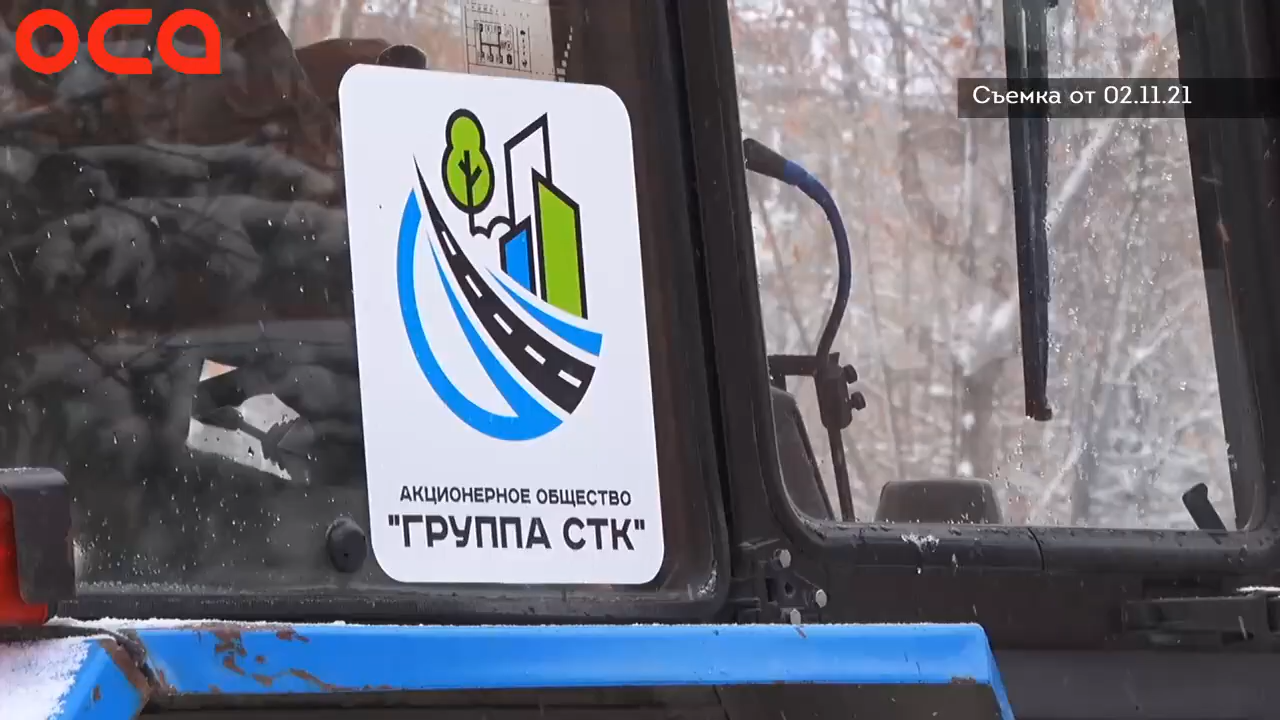 оса
Съемка от 02.11.21
АКЦИОНЕРНОЕ ОБЩЕСТВО
"ГРУППА СТК"